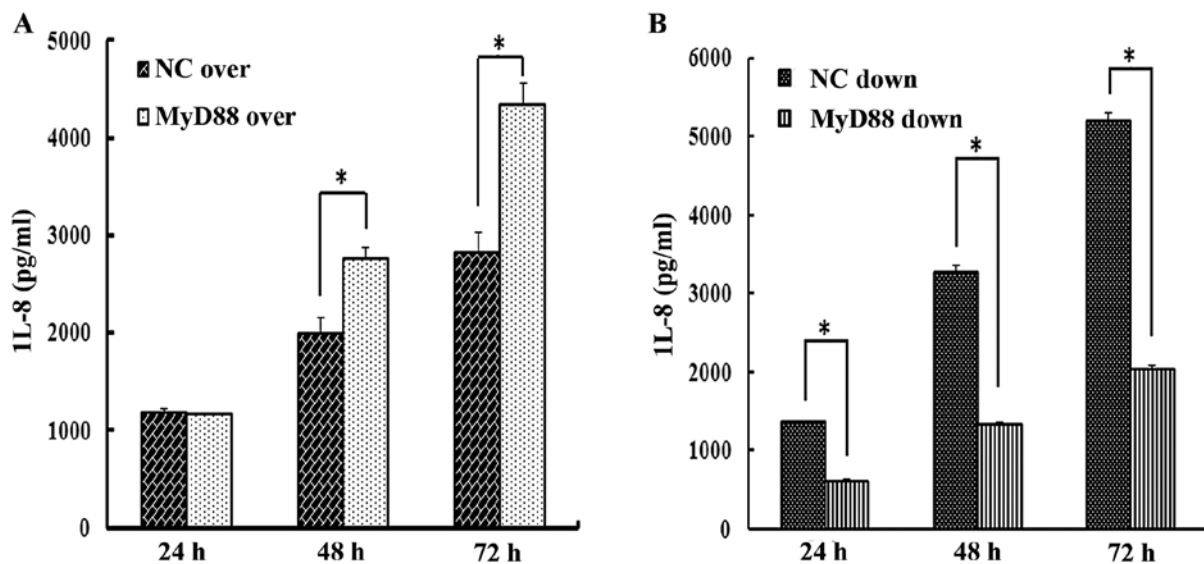 A
5000
4000
3000
2000
1000
0
1L-8 (pg/ml)
NC over
MyD88 over
*
*
24 h 48 h 72 h
B
6000
5000
4000
3000
2000
1000
0
1L-8 (pg/ml)
NC down
MyD88 down
*
*
*
24 h 48 h 72 h